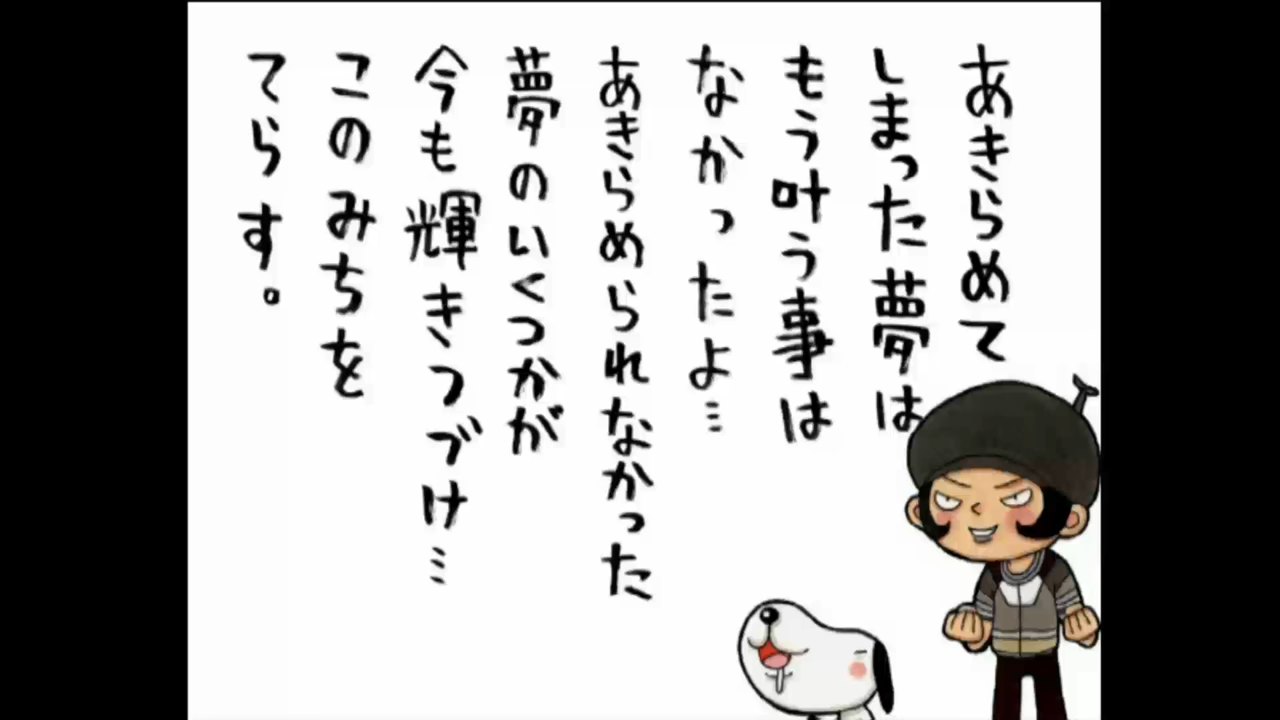 あきらめて
しまった夢は
もう叶う事は
なかったよ…
あきらめられなかった
夢のいくつかが
今も輝きつづけ…
このみちを
てらす。